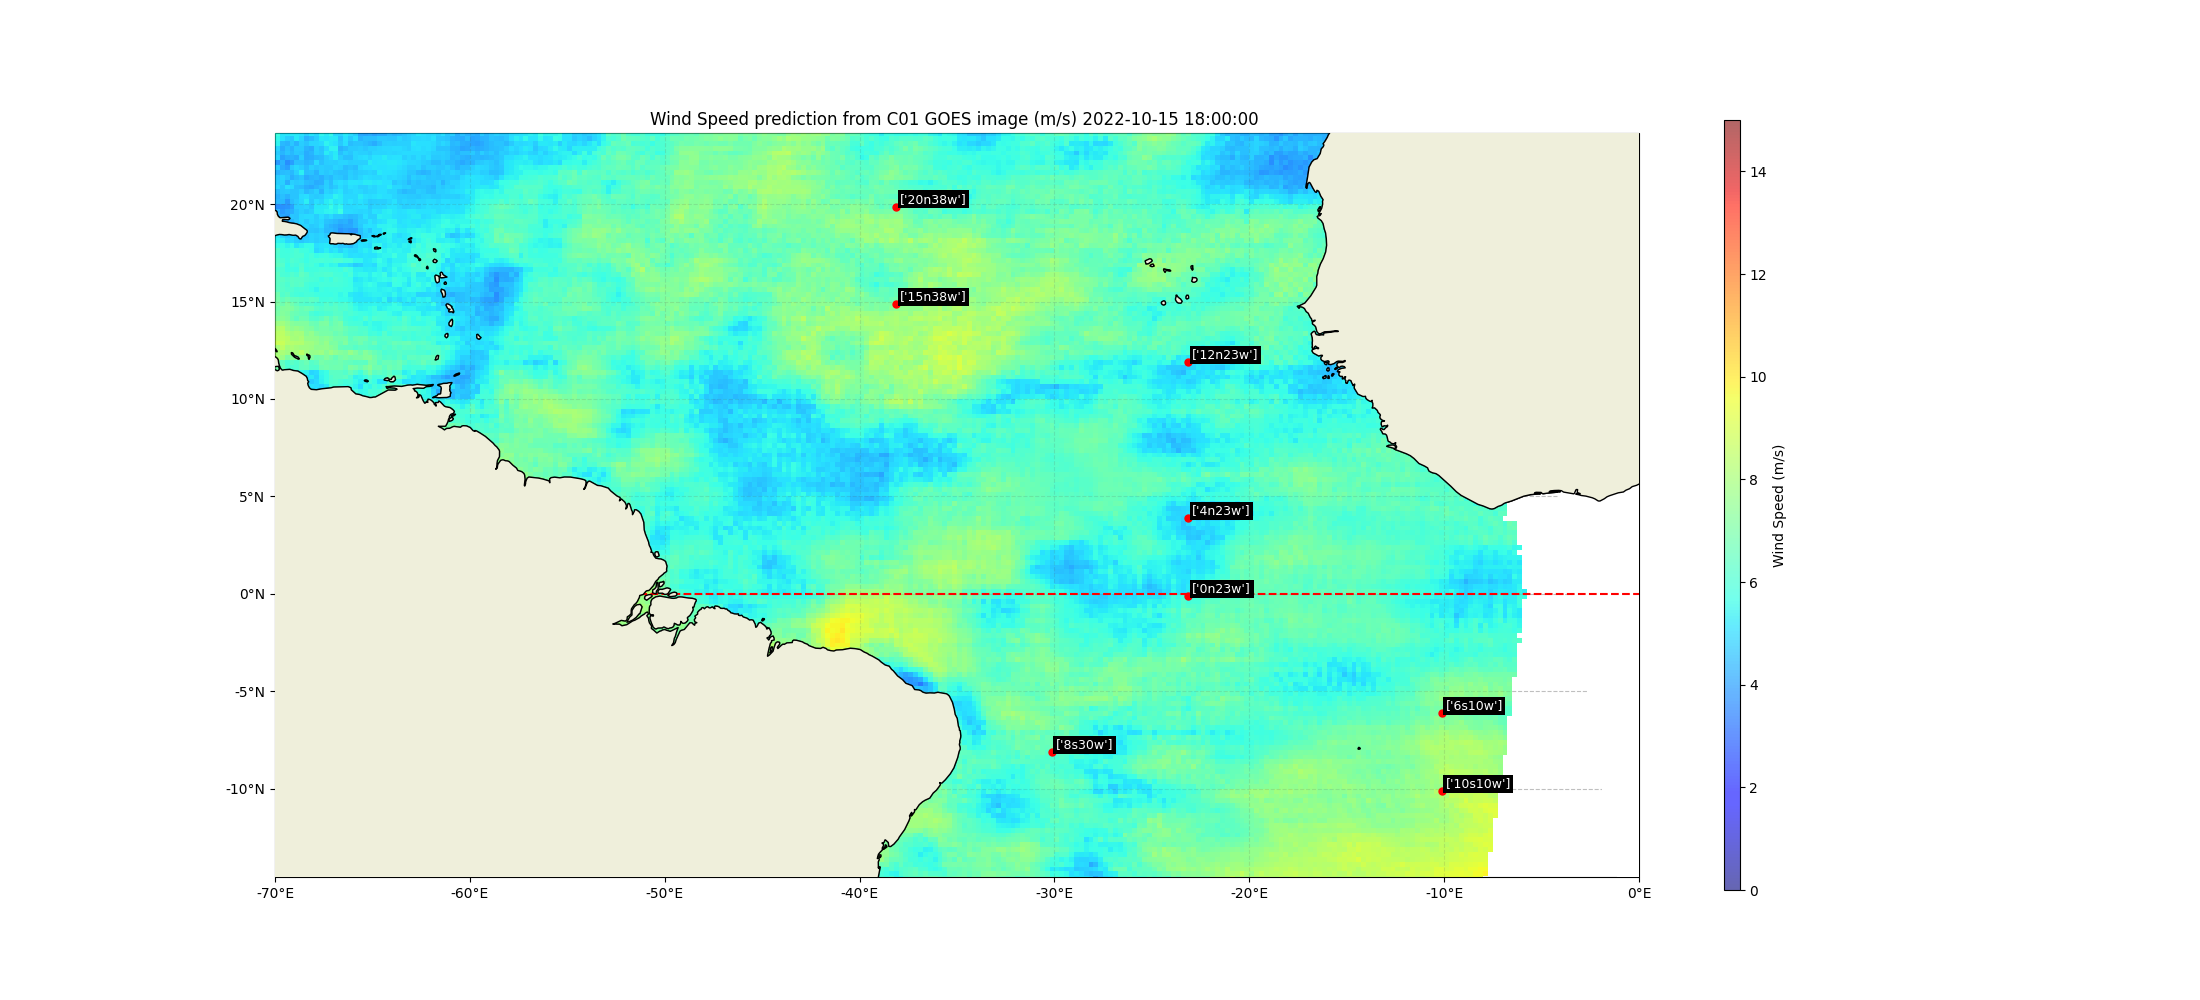 Wind Speed prediction from C01 GOES image (m/s) 2022-10-15 18:00:00
['20n38w']
['15n38w']
['12n23w']
['4n23w']
['0n23w']
['6s10w']
['8s30w']
['10s10w']
20°N
15°N
10°N
5°N
0°N
-5°N
-10°N
-70°E -60°E -50°E -40°E -30°E -20°E -10°E 0°E
14
12
10
8
6
4
2
0
Wind Speed (m/s)